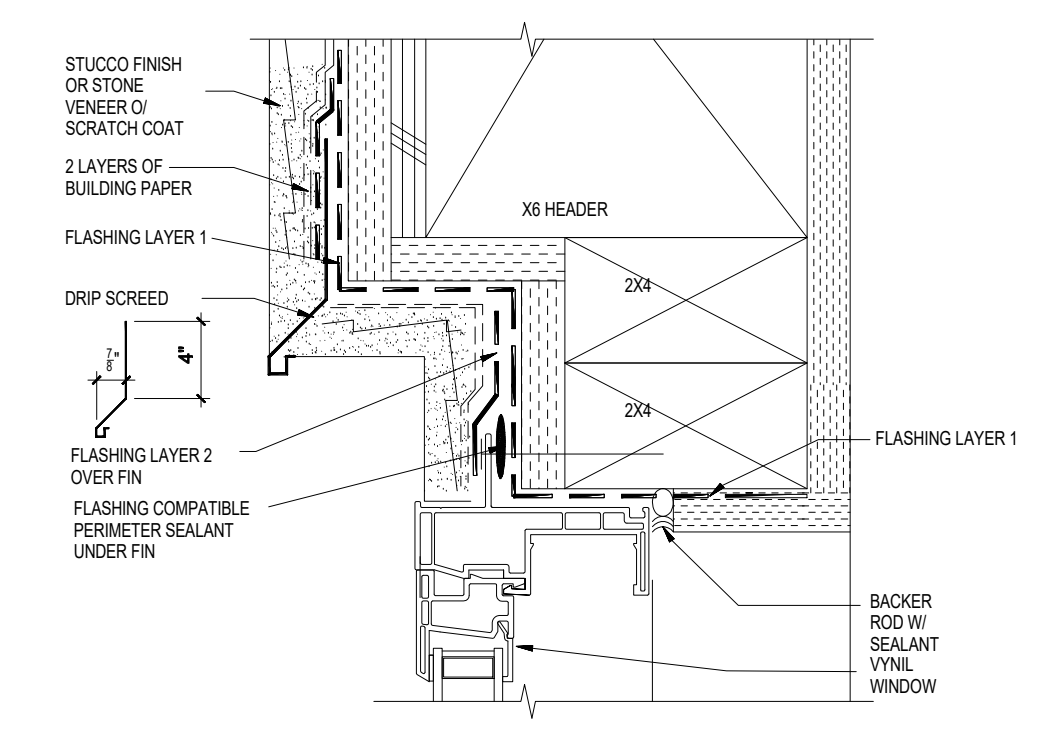 STUCCO FINISH
OR STONE
VENEER O/
SCRATCH COAT
2 LAYERS OF
BUILDING PAPER
FLASHING LAYER 1
DRIP SCREED
7/8"
4"
FLASHING LAYER 2
OVER FIN
FLASHING COMPATIBLE
PERIMETER SEALANT
UNDER FIN
X6 HEADER
2X4
2X4
FLASHING LAYER 1
BACKER
ROD W/
SEALANT
VYNIL
WINDOW